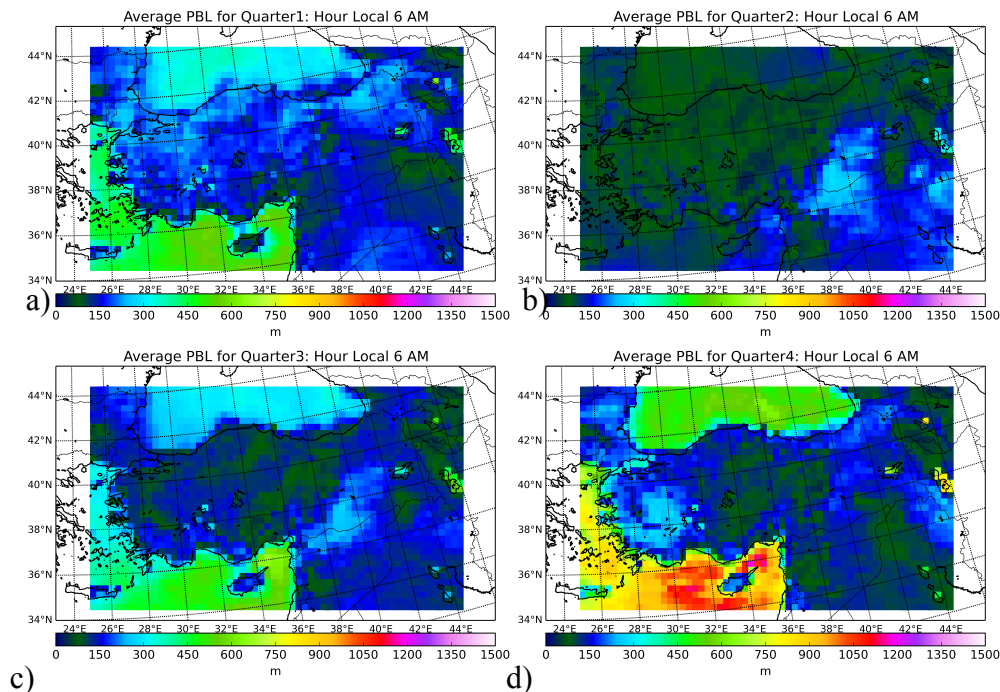 Average PBL for Quarter1: Hour Local 6 AM
44°N
42°N
40°N
38°N
36°N
34°N
24°E 26°E 28°E 30°E 32°E 34°E 36°E 38°E 40°E 42°E 44°E
a)
0 150 300 450 600 750 900 1050 1200 1350 1500
m
Average PBL for Quarter2: Hour Local 6 AM
44°N
42°N
40°N
38°N
36°N
34°N
24°E 26°E 28°E 30°E 32°E 34°E 36°E 38°E 40°E 42°E 44°E
b)
0 150 300 450 600 750 900 1050 1200 1350 1500
m
Average PBL for Quarter3: Hour Local 6 AM
44°N
42°N
40°N
38°N
36°N
34°N
24°E 26°E 28°E 30°E 32°E 34°E 36°E 38°E 40°E 42°E 44°E
0 150 300 450 600 750 900 1050 1200 1350 1500
m
c)
Average PBL for Quarter4: Hour Local 6 AM
44°N
42°N
40°N
38°N
36°N
34°N
24°E 26°E 28°E 30°E 32°E 34°E 36°E 38°E 40°E 42°E 44°E
0 150 300 450 600 750 900 1050 1200 1350 1500
m
d)